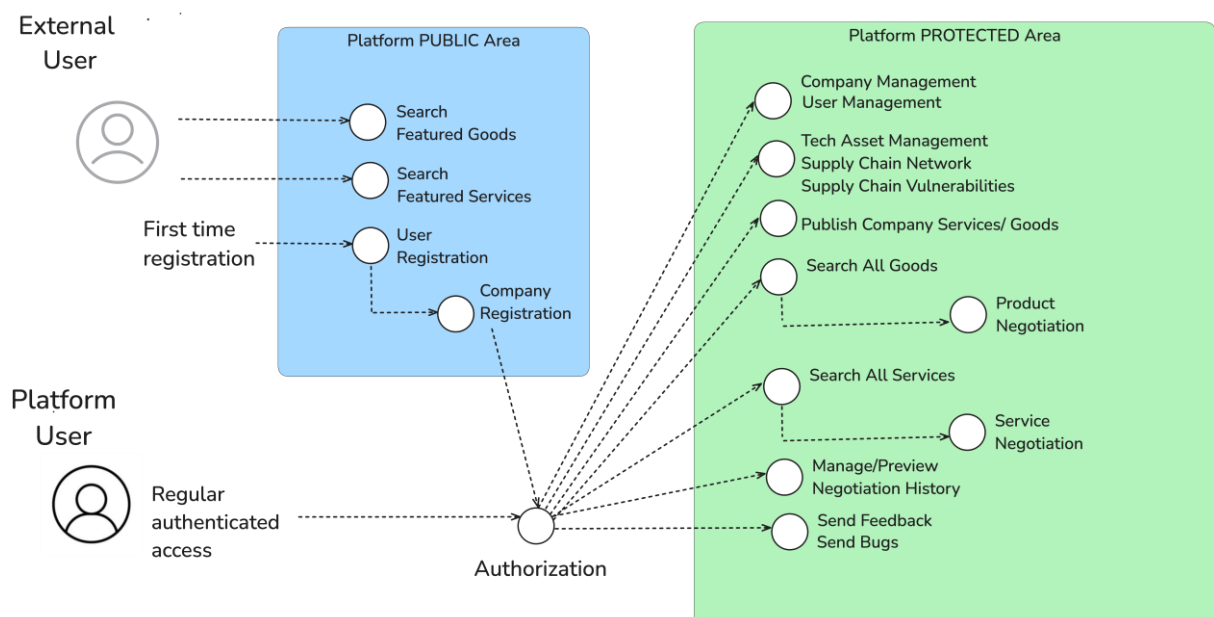 External
User
Platform PUBLIC Area
Search
Featured Goods
Search
Featured Services
First time
registration
User
Registration
Company
Registration
Platform
User
Regular
authenticated
access
Authorization
Platform PROTECTED Area
Company Management
User Management
Tech Asset Management
Supply Chain Network
Supply Chain Vulnerabilities
Publish Company Services/ Goods
Search All Goods
Product
Negotiation
Search All Services
Service
Negotiation
Manage/Preview
Negotiation History
Send Feedback
Send Bugs